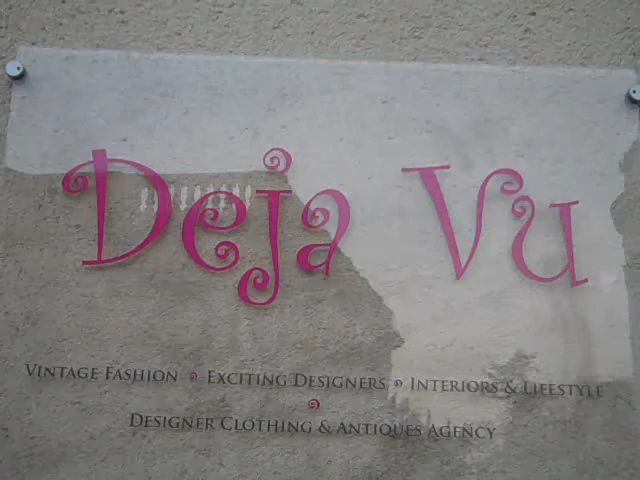 Deja Vu
VINTAGE FASHION EXCITING DESIGNERS INTERIORS & LIFESTYLE
DESIGNER CLOTHING & ANTIQUES AGENCY